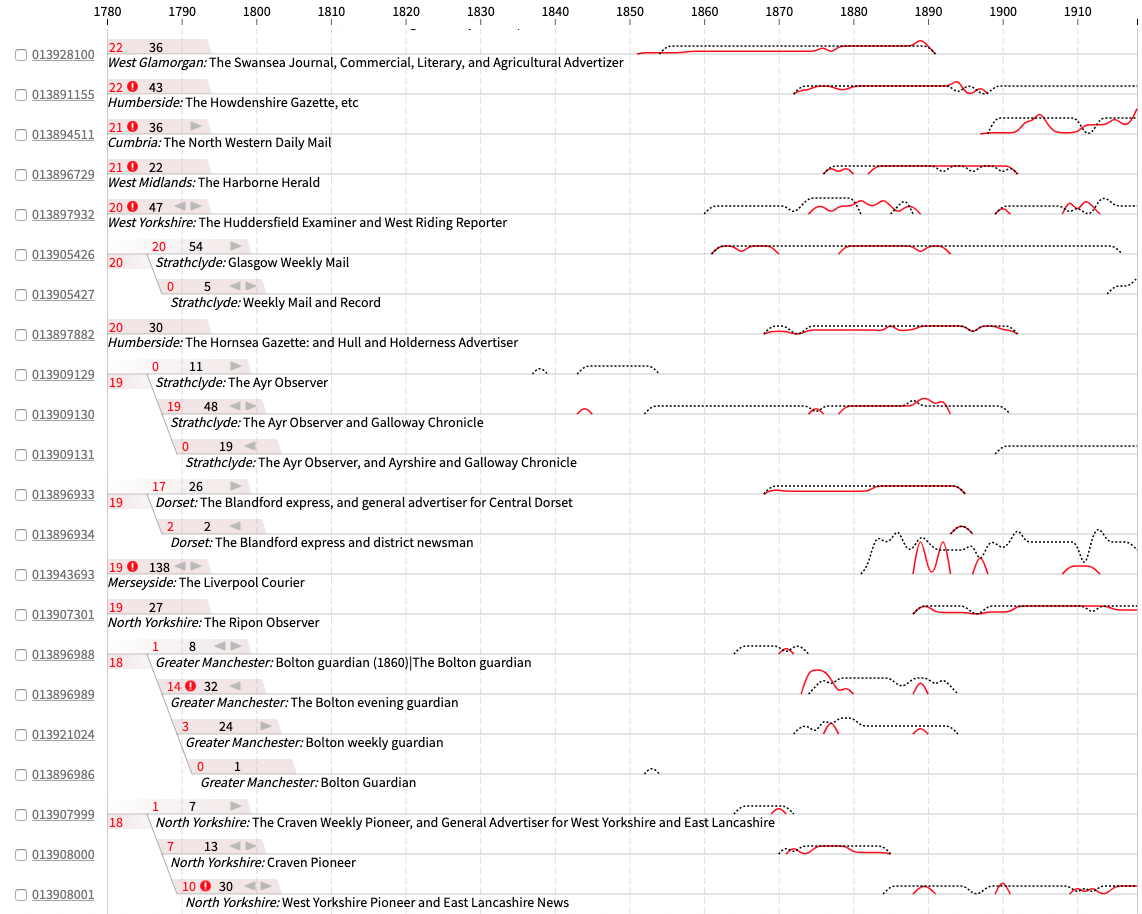 1780 1790 1800 1810 1820 1830 1840 1850 1860 1870 1880 1890 1900 1910
013928100 22 36
West Glamorgan: The Swansea Journal, Commercial, Literary, and Agricultural Advertizer
013891155 22 ! 43
Humberside: The Howdenshire Gazette, etc
013894511 21 ! 36
Cumbria: The North Western Daily Mail
013896729 21 ! 22
West Midlands: The Harborne Herald
013897932 20 ! 47
West Yorkshire: The Huddersfield Examiner and West Riding Reporter
013905426 20 54
20 Strathclyde: Glasgow Weekly Mail
013905427 0 5
Strathclyde: Weekly Mail and Record
013897882 20 30
Humberside: The Hornsea Gazette: and Hull and Holderness Advertiser
013909129 0 11
19 Strathclyde: The Ayr Observer
013909130 19 48
Strathclyde: The Ayr Observer and Galloway Chronicle
013909131 0 19
Strathclyde: The Ayr Observer, and Ayrshire and Galloway Chronicle
013896933 17 26
19 Dorset: The Blandford express, and general advertiser for Central Dorset
013896934 2 2
Dorset: The Blandford express and district newsman
013943693 19 ! 138
Merseyside: The Liverpool Courier
013907301 19 27
North Yorkshire: The Ripon Observer
013896988 1 8
18 Greater Manchester: Bolton guardian (1860)|The Bolton guardian
013896989 14 ! 32
Greater Manchester: The Bolton evening guardian
013921024 3 24
Greater Manchester: Bolton weekly guardian
013896986 0 1
Greater Manchester: Bolton Guardian
013907999 1 7
18 North Yorkshire: The Craven Weekly Pioneer, and General Advertiser for West Yorkshire and East Lancashire
013908000 7 13
North Yorkshire: Craven Pioneer
013908001 10 ! 30
North Yorkshire: West Yorkshire Pioneer and East Lancashire News